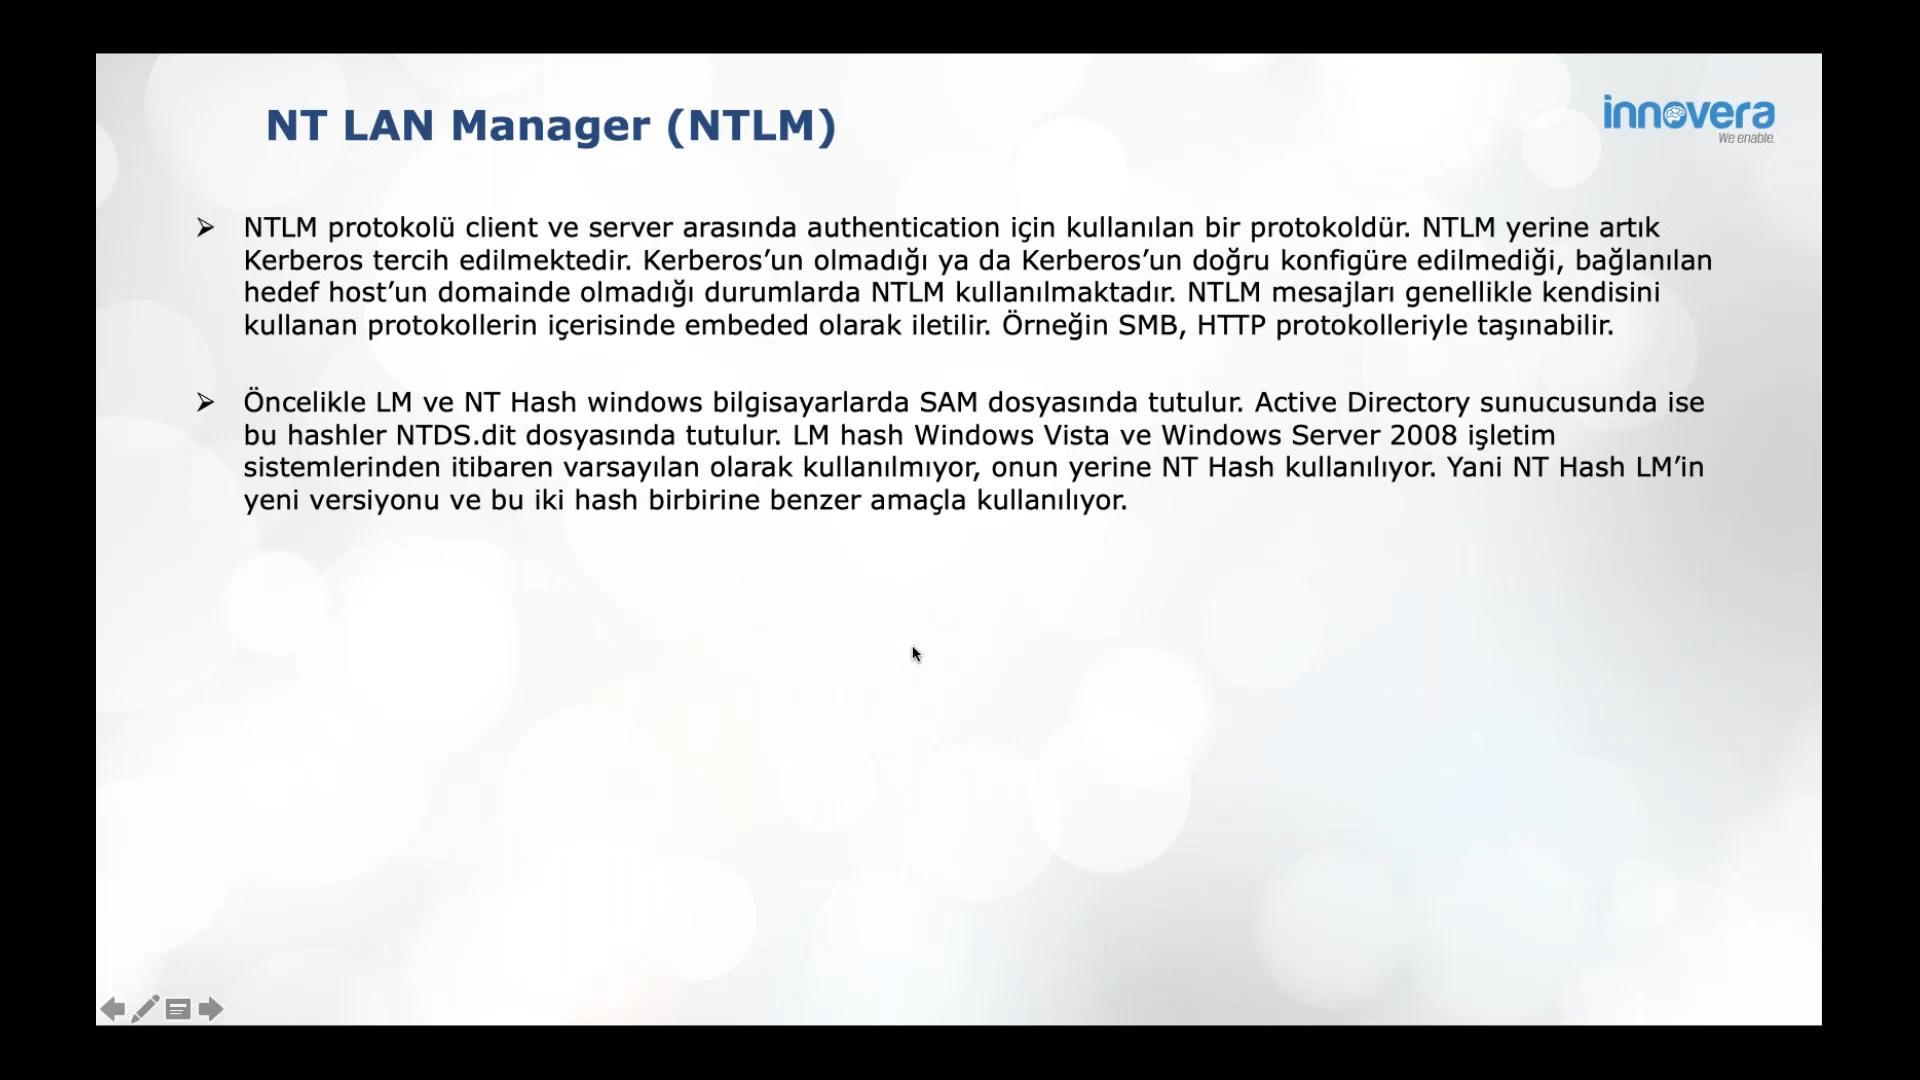 NT LAN Manager (NTLM)
innovera
We enable.
➢ NTLM protokolü client ve server arasında authentication için kullanılan bir protokoldür. NTLM yerine artık
Kerberos tercih edilmektedir. Kerberos’un olmadığı ya da Kerberos’un doğru konfigüre edilmediği, bağlanılan
hedef host’un domainde olmadığı durumlarda NTLM kullanılmaktadır. NTLM mesajları genellikle kendisini
kullanan protokollerin içerisinde embeded olarak iletilir. Örneğin SMB, HTTP protokolleriyle taşınabilir.
➢ Öncelikle LM ve NT Hash windows bilgisayarlarda SAM dosyasında tutulur. Active Directory sunucusunda ise
bu hashler NTDS.dit dosyasında tutulur. LM hash Windows Vista ve Windows Server 2008 işletim
sistemlerinden itibaren varsayılan olarak kullanılmıyor, onun yerine NT Hash kullanılıyor. Yani NT Hash LM’in
yeni versiyonu ve bu iki hash birbirine benzer amaçla kullanılıyor.